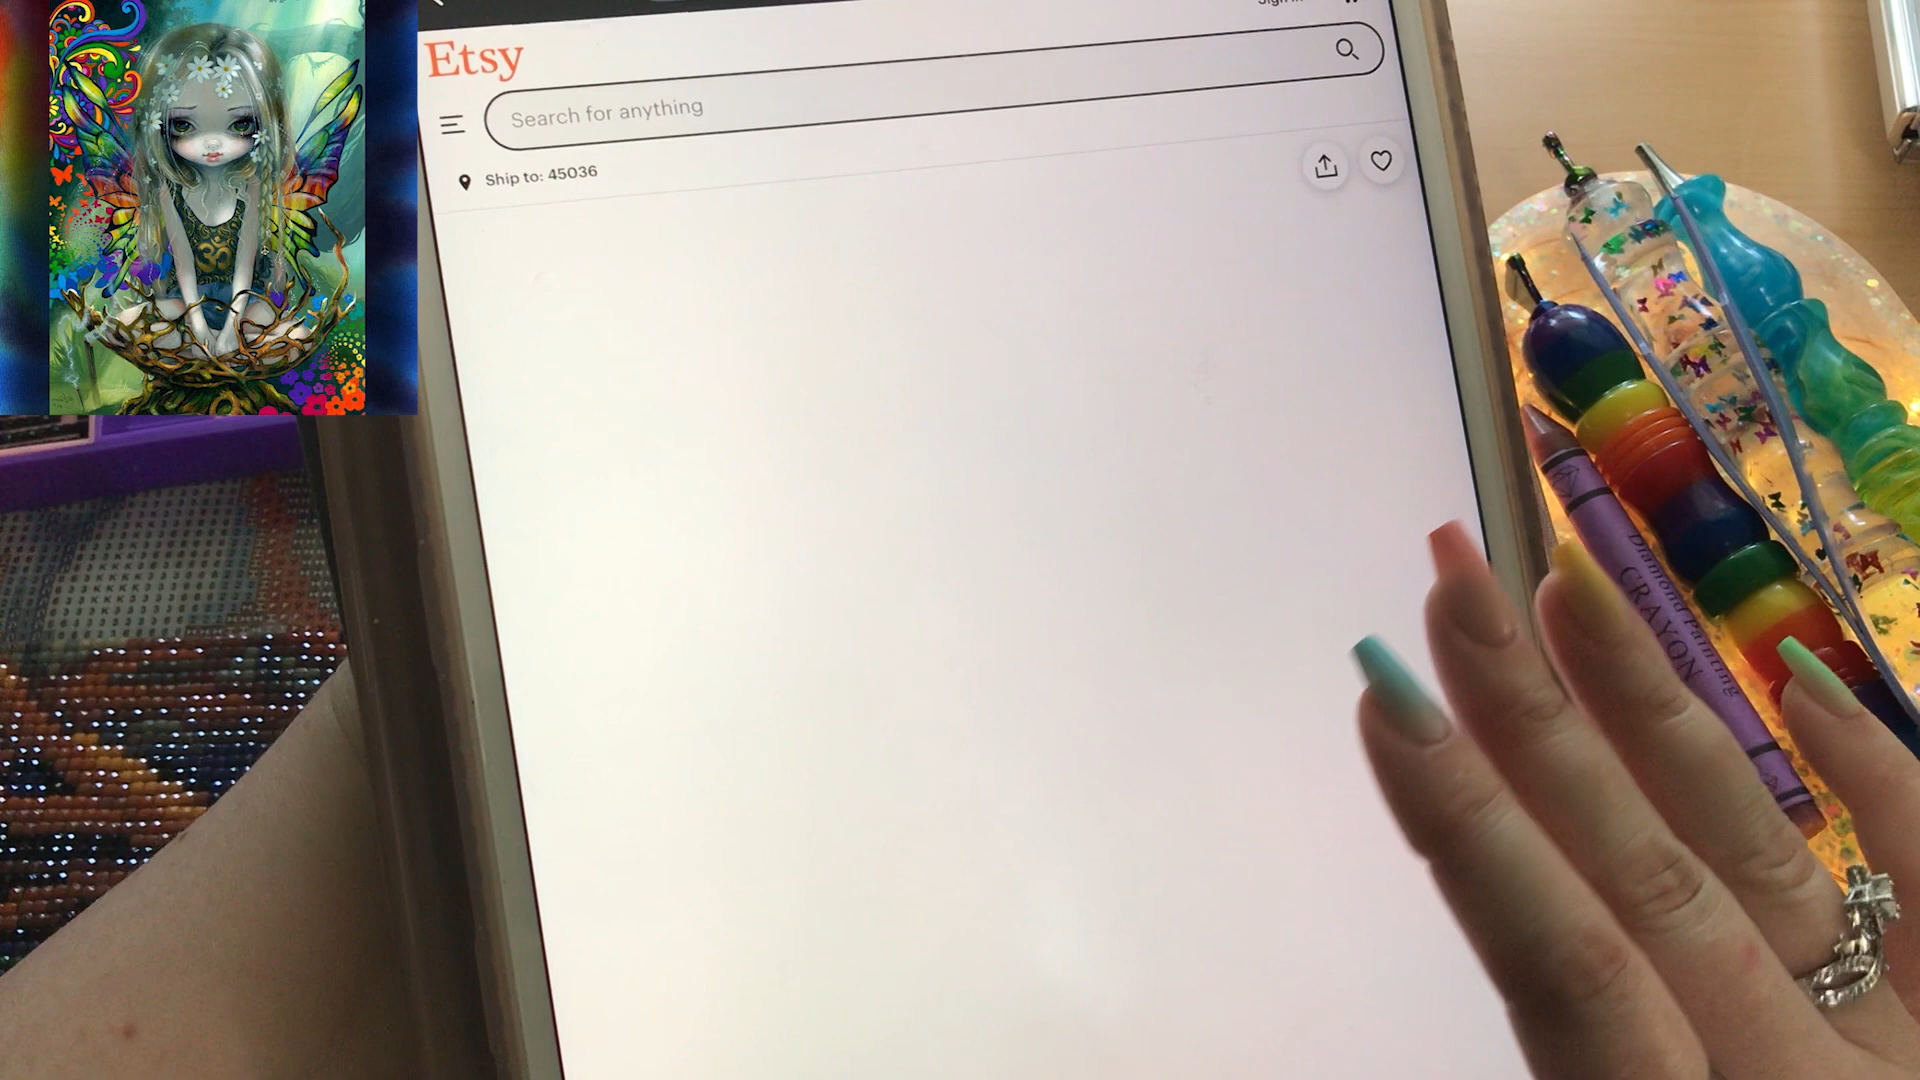 Etsy
Search for anything
Ship to: 45036
Diamond Painting
CRAYON